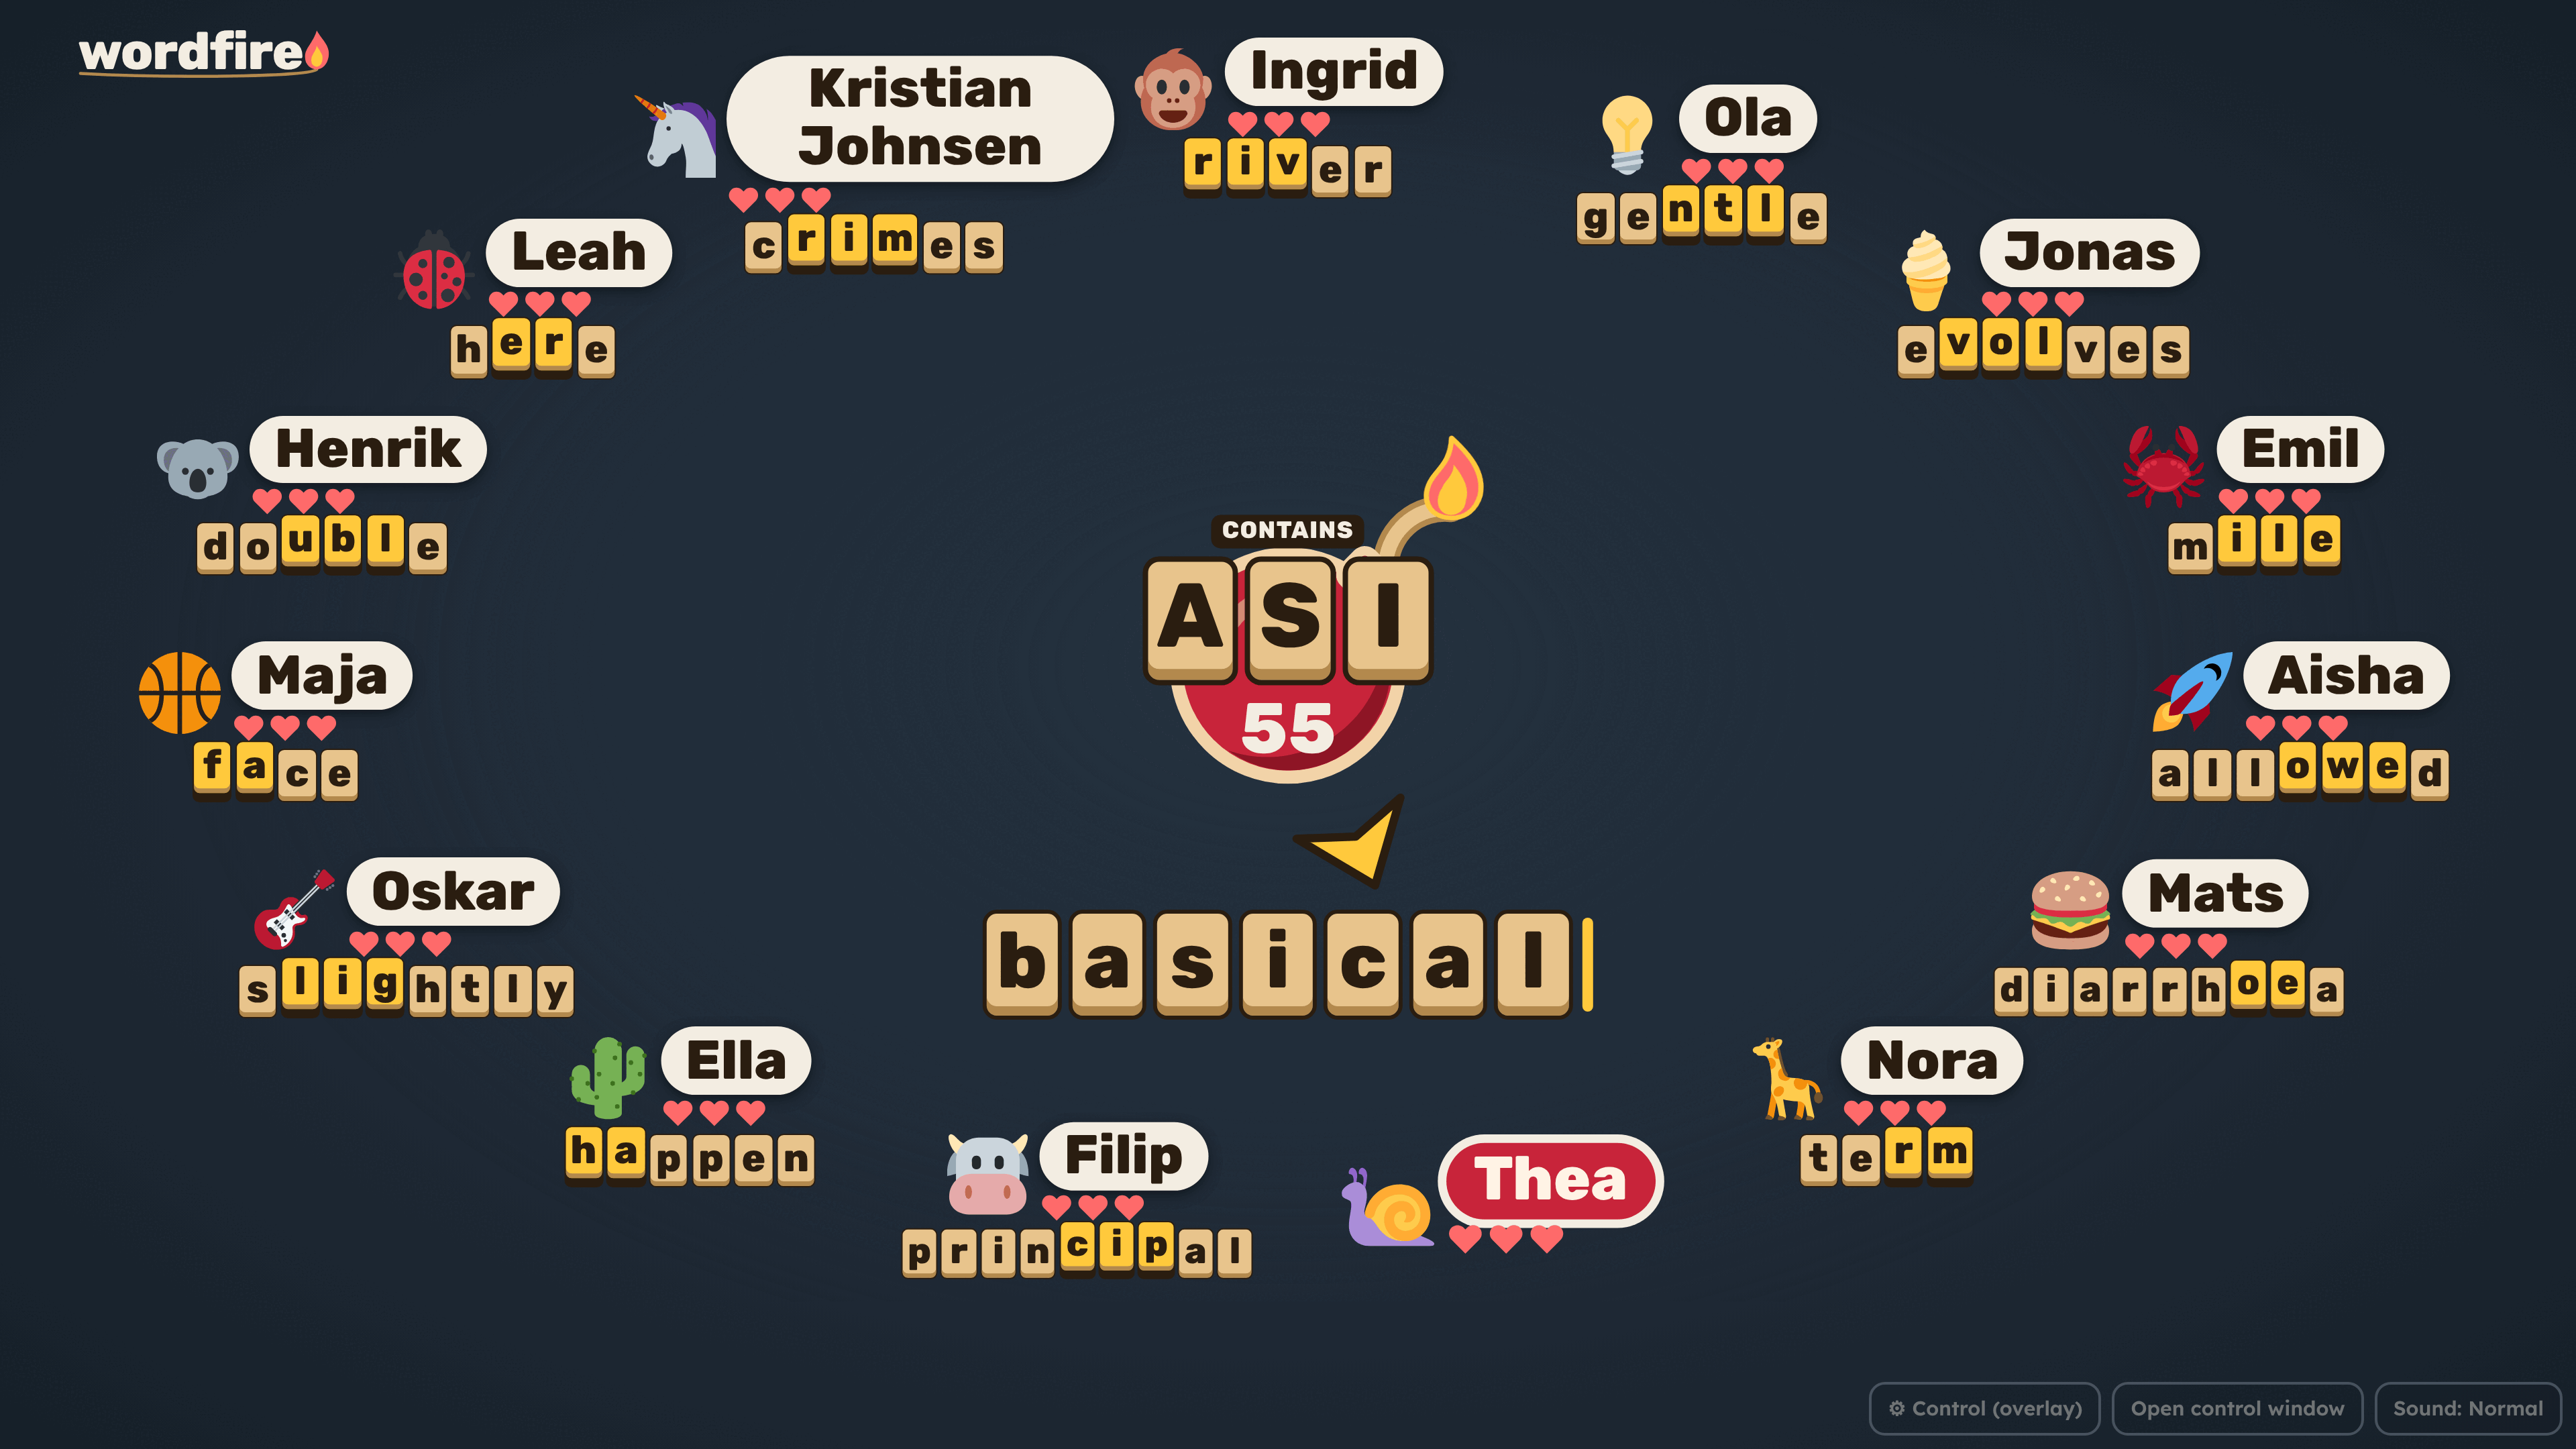 wordfire
Kristian
Johnsen
crimes
Ingrid
river
Ola
gentle
Leah
here
Jonas
evolves
Henrik
double
Emil
mile
CONTAINS
ASI
55
Maja
face
Aisha
allowed
Oskar
slightly
Mats
diarrhoea
basical
Ella
happen
Nora
term
Filip
principal
Thea
⚙ Control (overlay)
Open control window
Sound: Normal